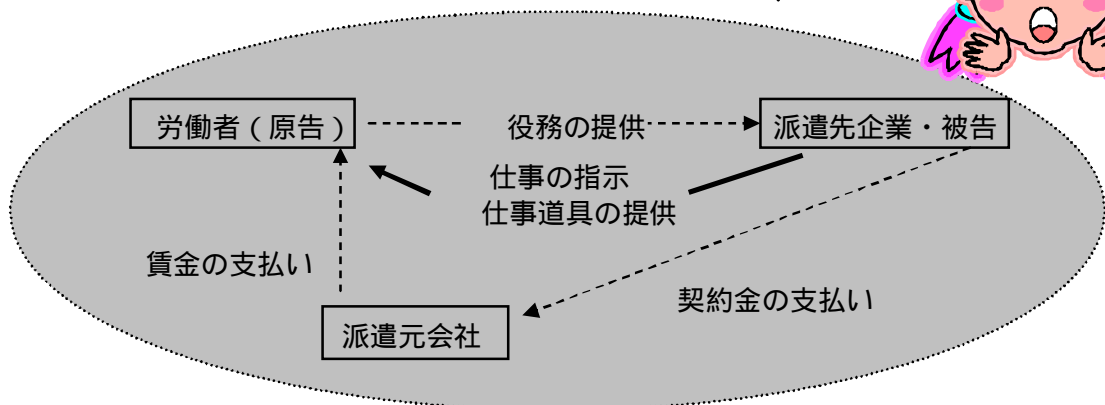 労働者(原告)
役務の提供
派遣先企業・被告
仕事の指示
仕事道具の提供
賃金の支払い
契約金の支払い
派遣元会社